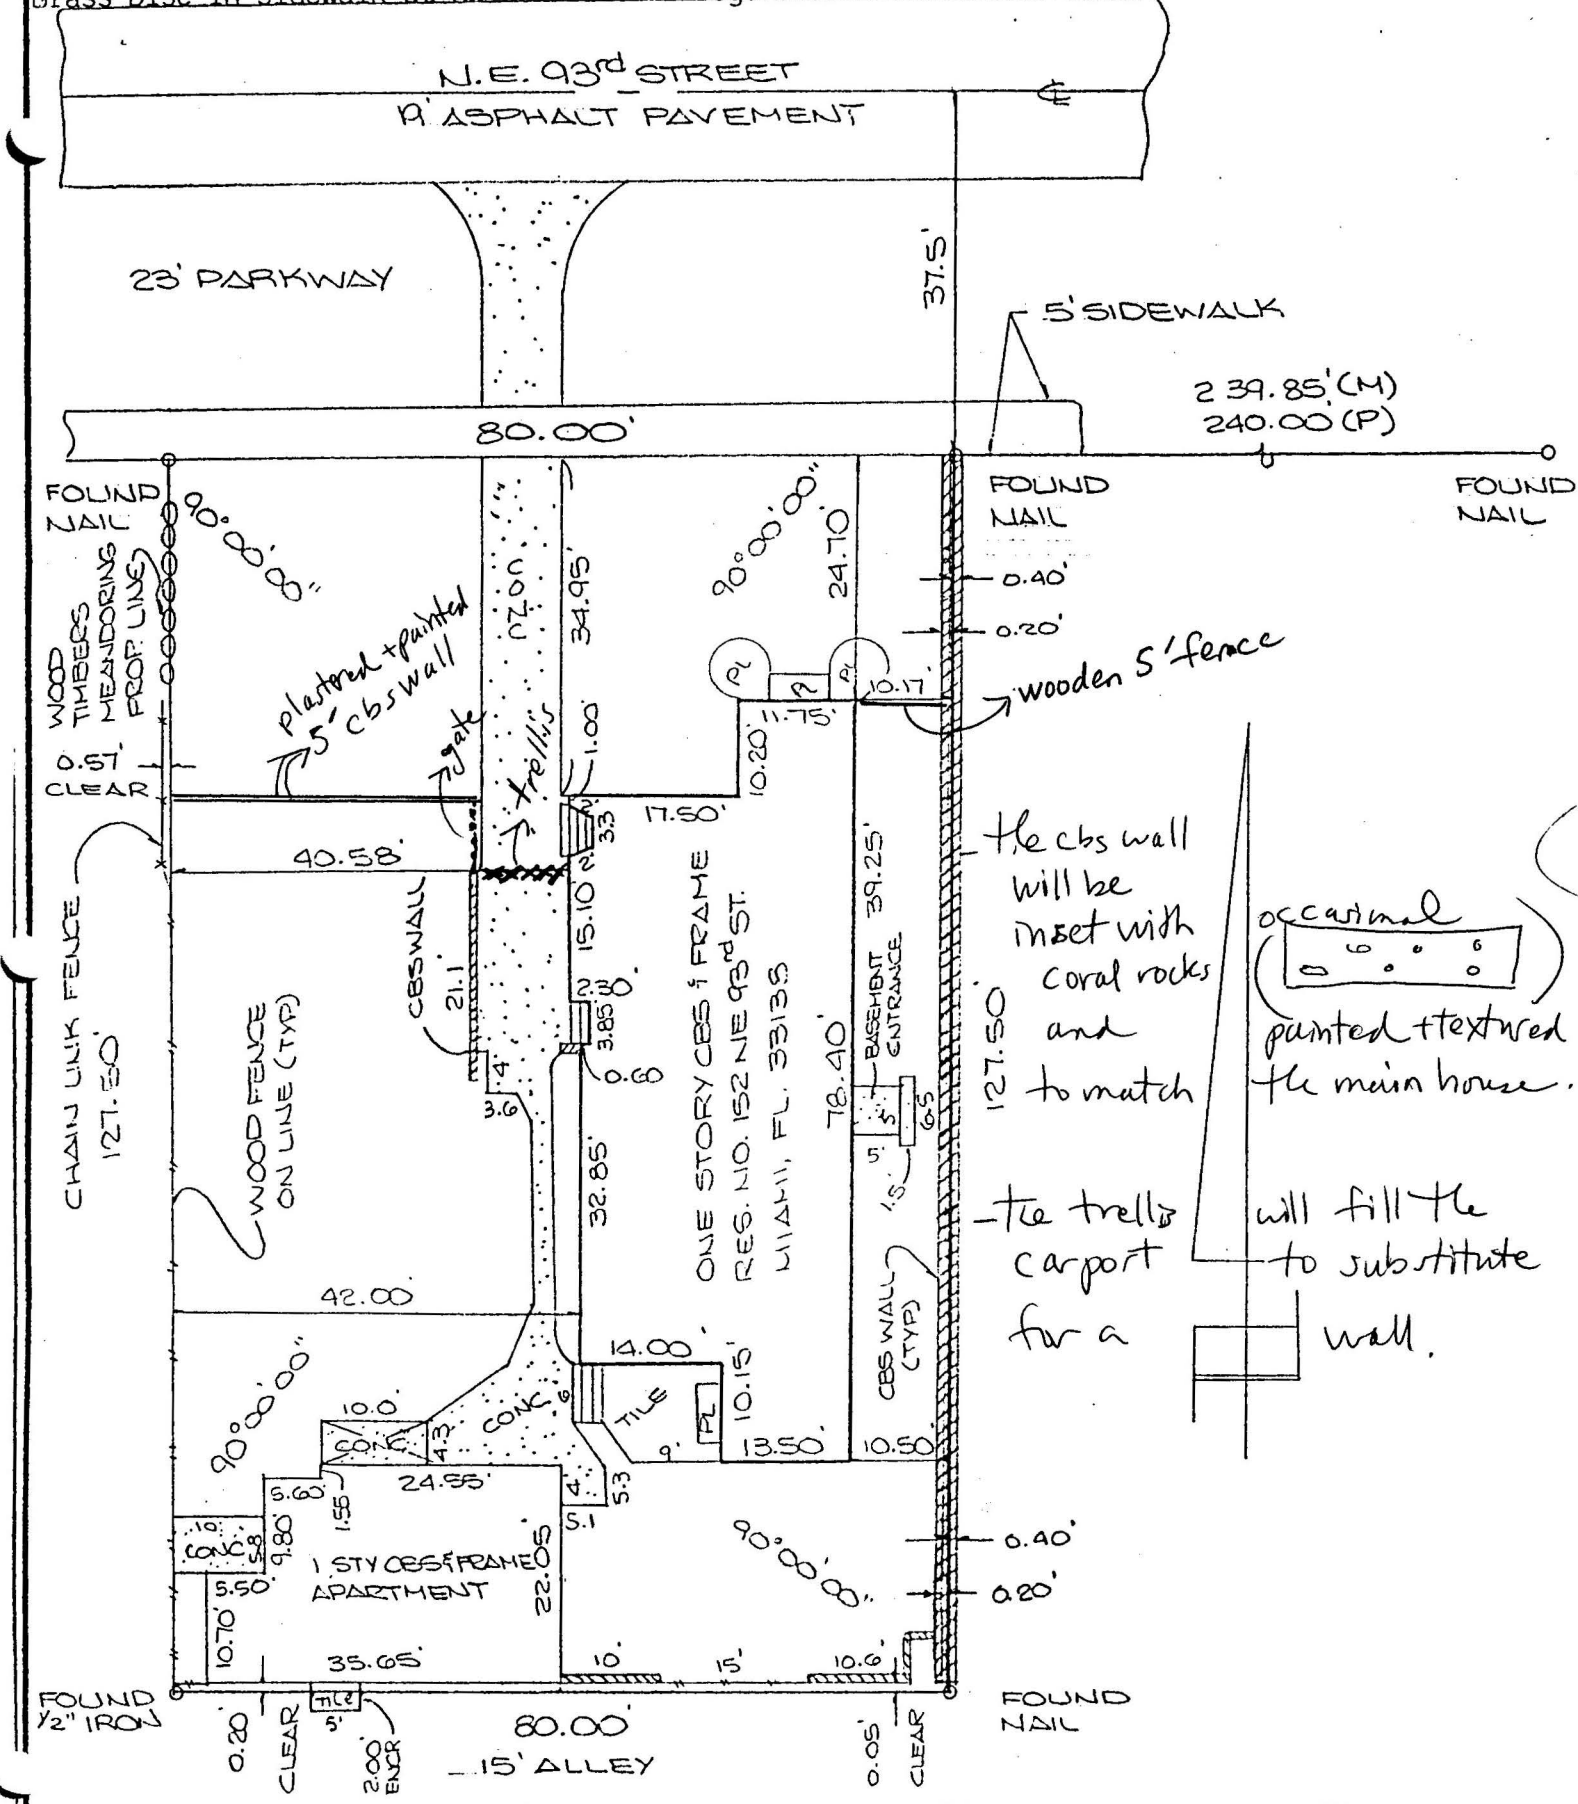 N.E. 93rd STREET
19' ASPHALT PAVEMENT
℄
23' PARKWAY
37.5'
5' SIDEWALK
239.85' (M)
240.00' (P)
80.00'
FOUND
NAIL
90°00'00"
CONC
34.95'
90°00'00"
24.70'
FOUND
NAIL
FOUND
NAIL
0.40'
0.20'
WOOD
TIMBERS
MEANDORING
PROP. LINE
plastered + painted
5' cbs wall
gate
trellis
1.00'
PL
PL
PL
10.17'
wooden 5' fence
11.75'
10.20'
0.57'
CLEAR
17.50'
2'
3.3
2.
40.58'
CBS WALL
21.1
15.10'
2.30'
3.85'
0.60
4
3.6
CHAIN LINK FENCE
127.50'
WOOD FENCE
ON LINE (TYP)
ONE STORY CBS & FRAME
RES. NO. 152 NE 93rd ST.
MIAMI, FL. 33138
39.25'
78.40'
BASEMENT
ENTRANCE
5'
5'
6.5
1.5'
127.50'
the cbs wall
will be
inset with occasional
coral rocks
and painted + textured
to match the main house.
- the trellis will fill the
carport to substitute
for a wall.
32.85'
42.00'
CBS WALL
(TYP)
14.00'
10.15'
90°00'00"
10.0'
CONC
4.3
CONC
6
TILE
PL
9'
13.50'
10.50'
24.55'
5.60'
1.55
4
5.3
5.1
10
CONC
5.8
9.80'
5.50'
1 STY CBS & FRAME
APARTMENT
22.05'
90°00'00"
0.40'
0.20'
10.70'
35.65'
10'
15'
10.6'
FOUND
1/2" IRON
0.20'
CLEAR
TILE
5'
2.00'
ENCR
80.00'
15' ALLEY
0.05'
CLEAR
FOUND
NAIL